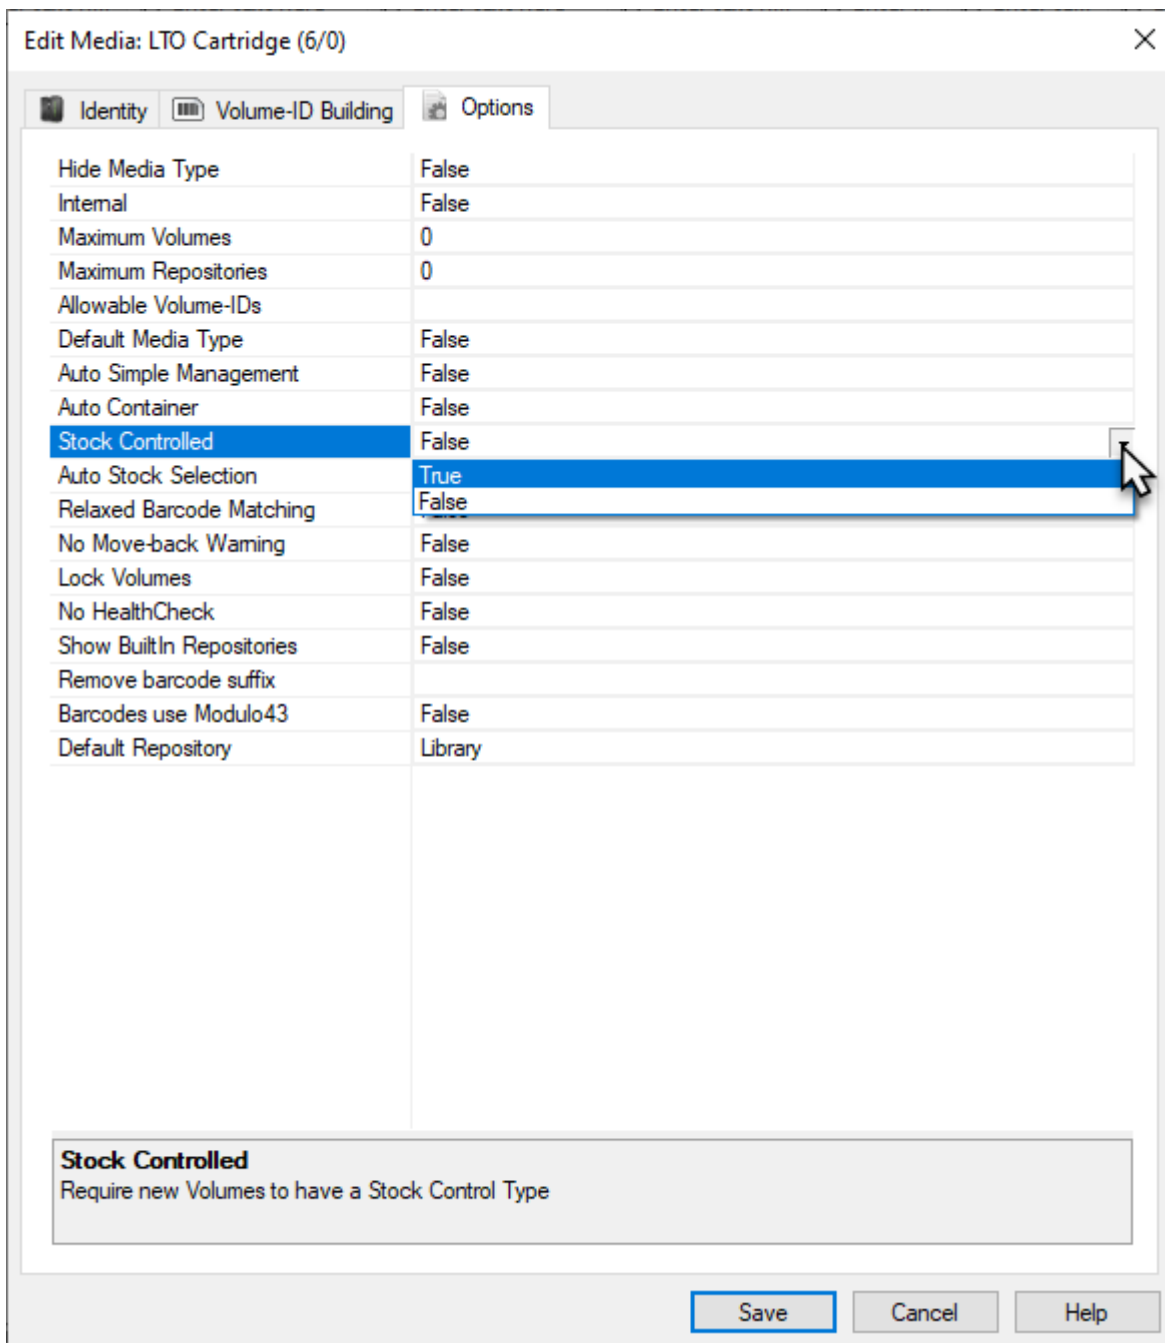 Edit Media: LTO Cartridge (6/0)
Identity Volume-ID Building Options
Hide Media Type False
Internal False
Maximum Volumes 0
Maximum Repositories 0
Allowable Volume-IDs
Default Media Type False
Auto Simple Management False
Auto Container False
Stock Controlled False
Auto Stock Selection True
False
Relaxed Barcode Matching
No Move-back Warning False
Lock Volumes False
No HealthCheck False
Show BuiltIn Repositories False
Remove barcode suffix
Barcodes use Modulo43 False
Default Repository Library
Stock Controlled
Require new Volumes to have a Stock Control Type
Save Cancel Help